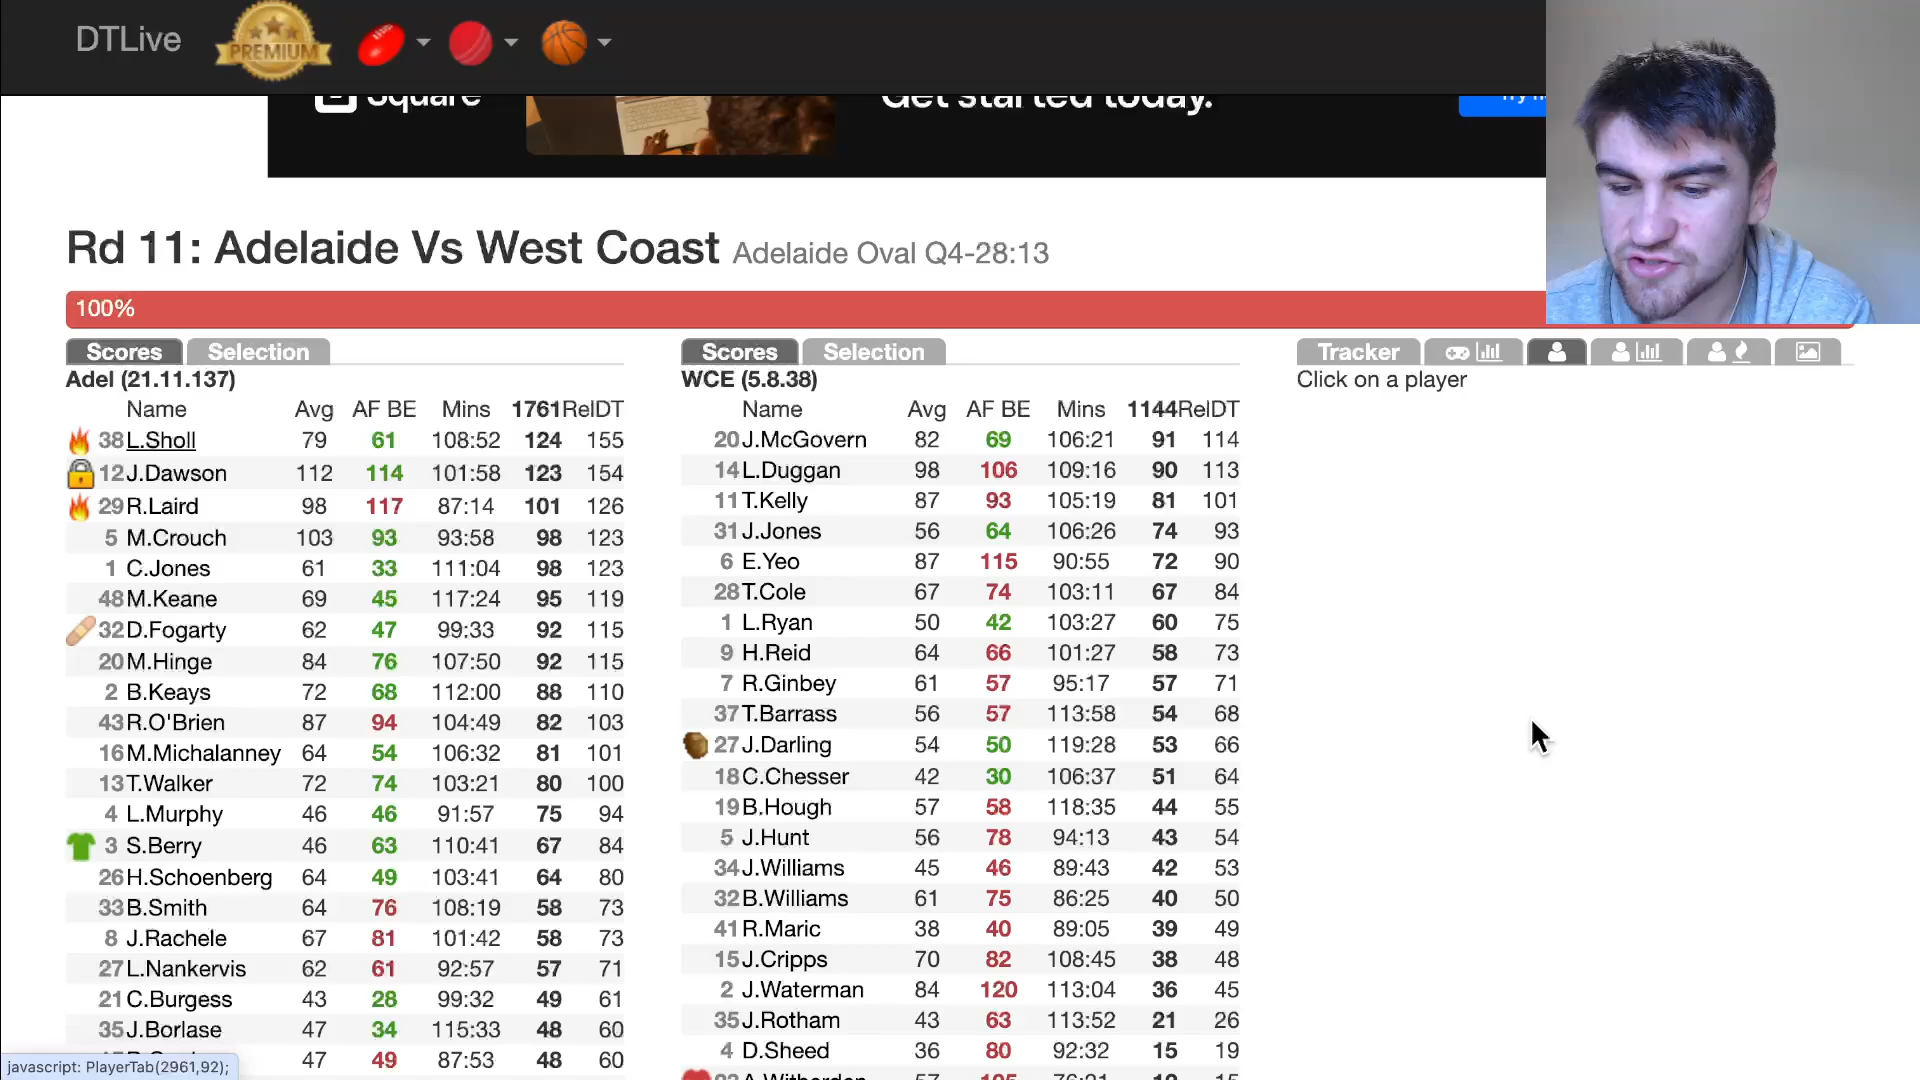 DTLive PREMIUM
Square Get started today.
Rd 11: Adelaide Vs West Coast Adelaide Oval Q4-28:13
100%
Scores Selection
Adel (21.11.137)
Name Avg AF BE Mins 1761 RelDT
38 L.Sholl 79 61 108:52 124 155
12 J.Dawson 112 114 101:58 123 154
29 R.Laird 98 117 87:14 101 126
5 M.Crouch 103 93 93:58 98 123
1 C.Jones 61 33 111:04 98 123
48 M.Keane 69 45 117:24 95 119
32 D.Fogarty 62 47 99:33 92 115
20 M.Hinge 84 76 107:50 92 115
2 B.Keays 72 68 112:00 88 110
43 R.O'Brien 87 94 104:49 82 103
16 M.Michalanney 64 54 106:32 81 101
13 T.Walker 72 74 103:21 80 100
4 L.Murphy 46 46 91:57 75 94
3 S.Berry 46 63 110:41 67 84
26 H.Schoenberg 64 49 103:41 64 80
33 B.Smith 64 76 108:19 58 73
8 J.Rachele 67 81 101:42 58 73
27 L.Nankervis 62 61 92:57 57 71
21 C.Burgess 43 28 99:32 49 61
35 J.Borlase 47 34 115:33 48 60
47 49 87:53 48 60
javascript: PlayerTab(2961,92);
Scores Selection
WCE (5.8.38)
Name Avg AF BE Mins 1144 RelDT
20 J.McGovern 82 69 106:21 91 114
14 L.Duggan 98 106 109:16 90 113
11 T.Kelly 87 93 105:19 81 101
31 J.Jones 56 64 106:26 74 93
6 E.Yeo 87 115 90:55 72 90
28 T.Cole 67 74 103:11 67 84
1 L.Ryan 50 42 103:27 60 75
9 H.Reid 64 66 101:27 58 73
7 R.Ginbey 61 57 95:17 57 71
37 T.Barrass 56 57 113:58 54 68
27 J.Darling 54 50 119:28 53 66
18 C.Chesser 42 30 106:37 51 64
19 B.Hough 57 58 118:35 44 55
5 J.Hunt 56 78 94:13 43 54
34 J.Williams 45 46 89:43 42 53
32 B.Williams 61 75 86:25 40 50
41 R.Maric 38 40 89:05 39 49
15 J.Cripps 70 82 108:45 38 48
2 J.Waterman 84 120 113:04 36 45
35 J.Rotham 43 63 113:52 21 26
4 D.Sheed 36 80 92:32 15 19
Tracker
Click on a player